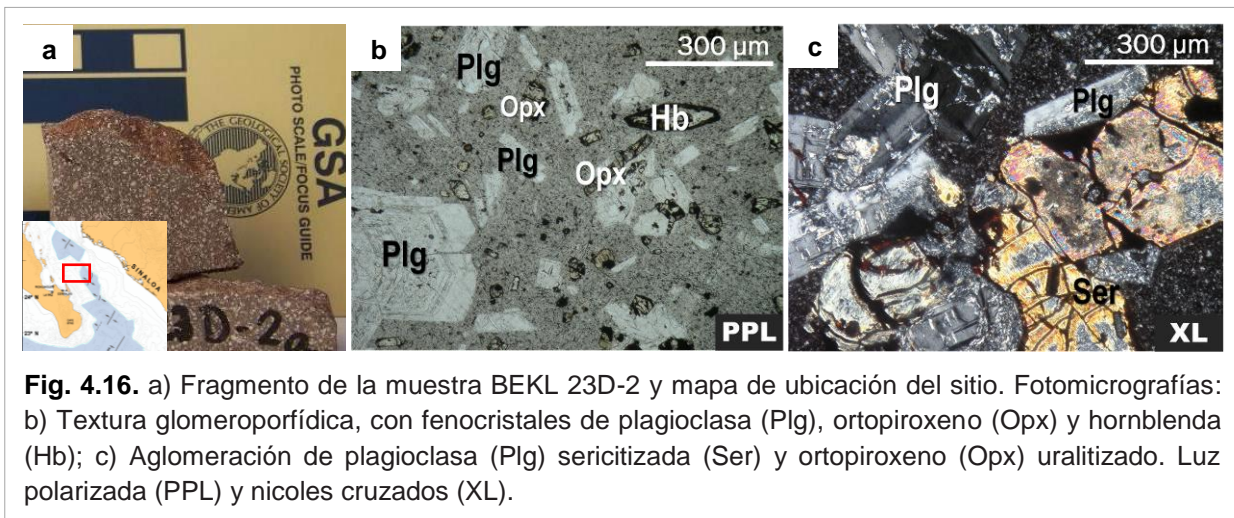 a
PHOTO SCALE/FOCUS GUIDE
GSA
THE GEOLOGICAL SOCIETY OF AMERICA
SINALOA
23D-2a
b
300 µm
Plg
Opx
Hb
Plg
Opx
Plg
PPL
c
300 µm
Plg
Plg
Ser
XL
Fig. 4.16. a) Fragmento de la muestra BEKL 23D-2 y mapa de ubicación del sitio. Fotomicrografías:
b) Textura glomeroporfídica, con fenocristales de plagioclasa (Plg), ortopiroxeno (Opx) y hornblenda
(Hb); c) Aglomeración de plagioclasa (Plg) sericitizada (Ser) y ortopiroxeno (Opx) uralitizado. Luz
polarizada (PPL) y nicoles cruzados (XL).